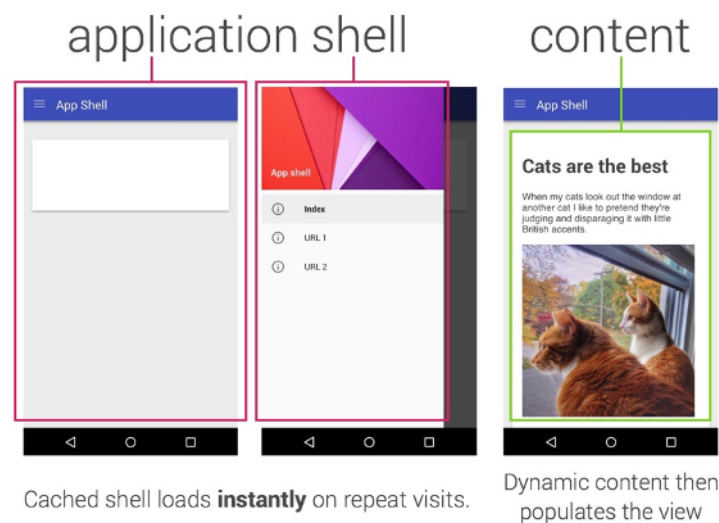 application shell
content
App Shell
App shell
Index
URL 1
URL 2
App Shell
Cats are the best
When my cats look out the window at
another cat I like to pretend they're
judging and disparaging it with little
British accents.
Cached shell loads instantly on repeat visits.
Dynamic content then
populates the view